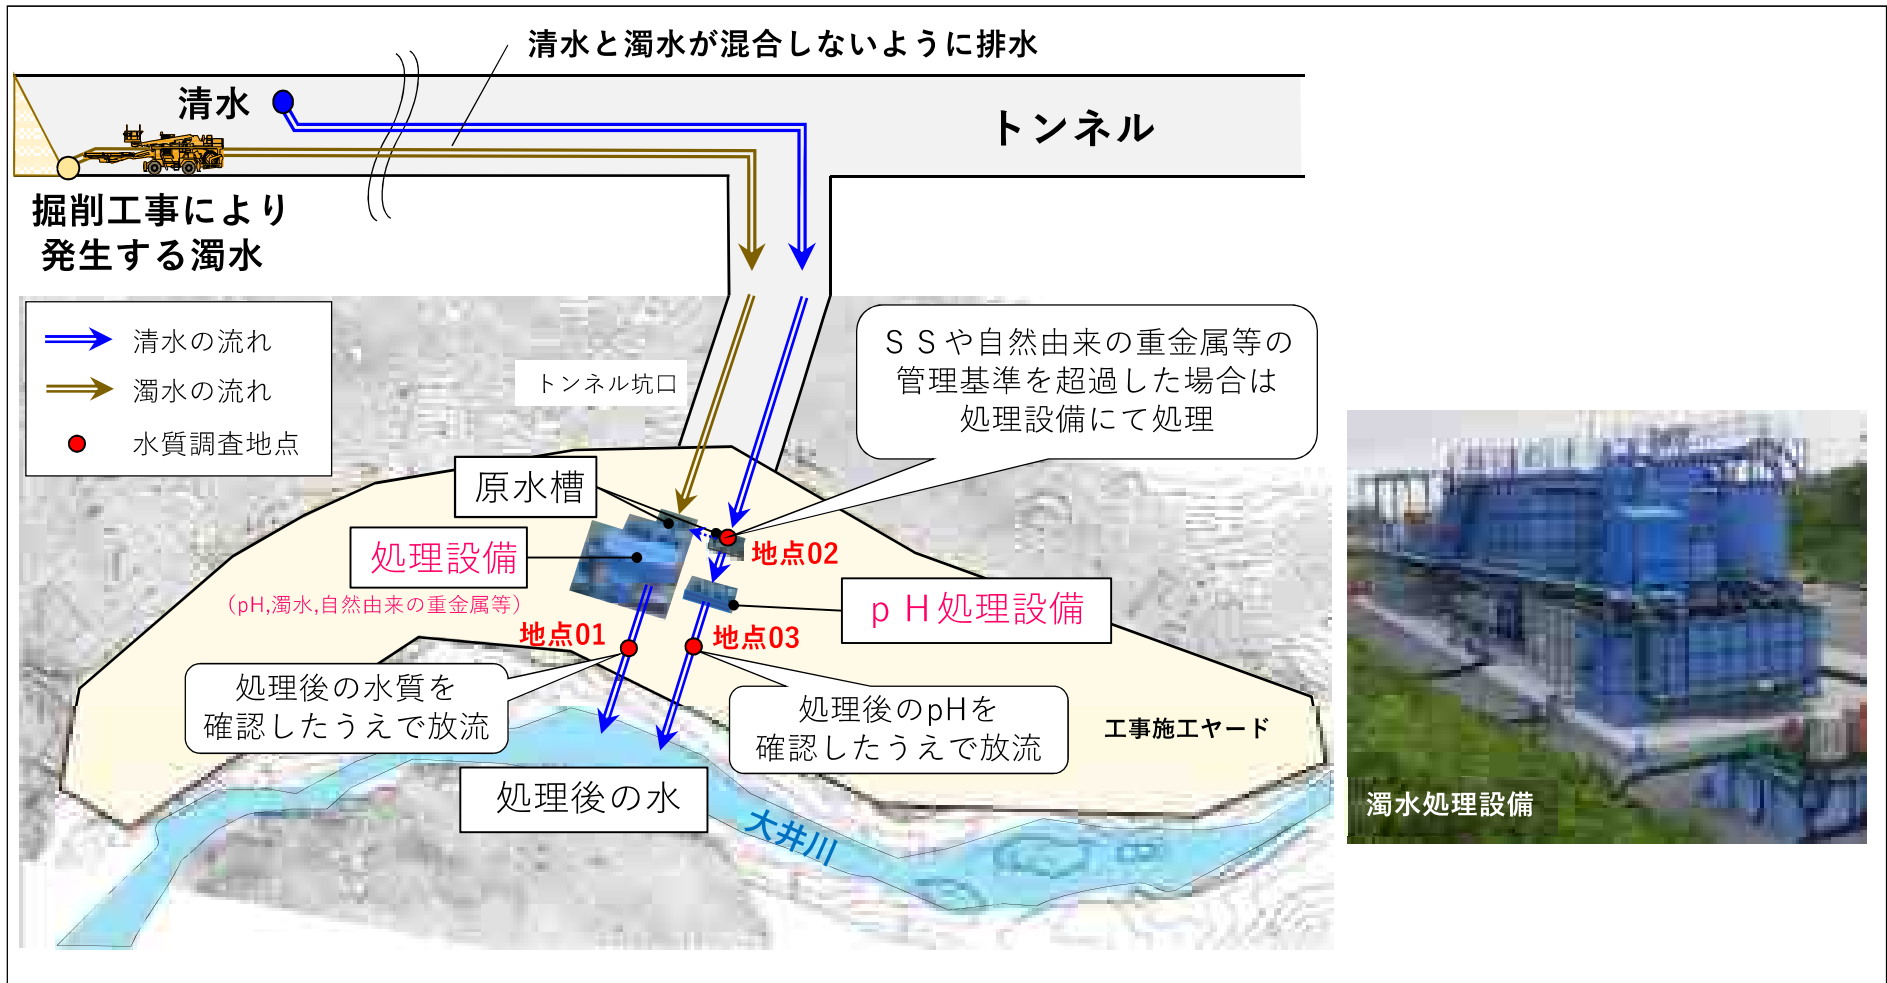 清水と濁水が混合しないように排水
清水
トンネル
掘削工事により
発生する濁水
清水の流れ
濁水の流れ
水質調査地点
トンネル坑口
ＳＳや自然由来の重金属等の
管理基準を超過した場合は
処理設備にて処理
原水槽
処理設備
（pH,濁水,自然由来の重金属等）
地点02
ｐＨ処理設備
地点01
地点03
処理後の水質を
確認したうえで放流
処理後のpHを
確認したうえで放流
工事施工ヤード
処理後の水
大井川
濁水処理設備